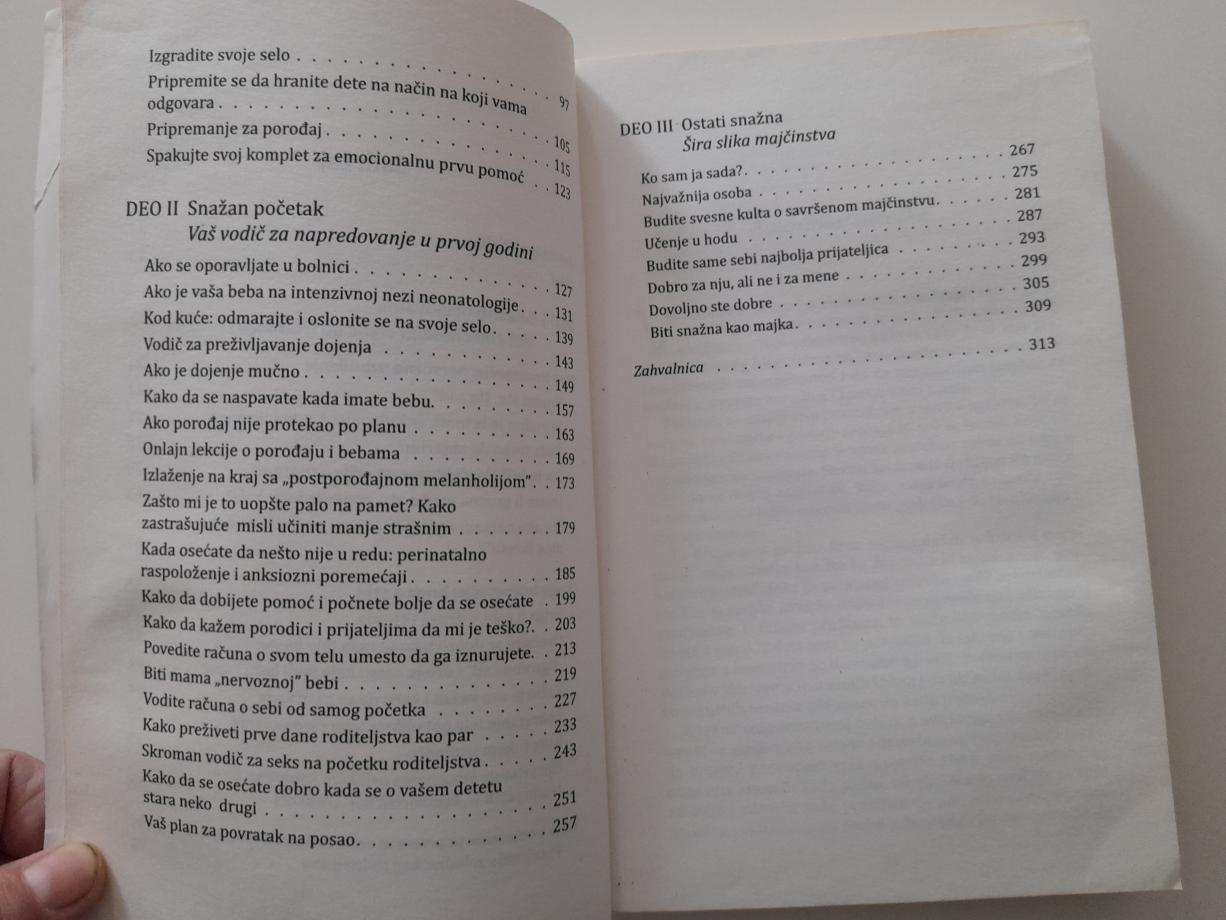 Izgradite svoje selo . . . . . . . . . . . . . . . . 97
Pripremite se da hranite dete na način na koji vama
odgovara . . . . . . . . . . . . . . . . . . 105
Pripremanje za porođaj . . . . . . . . . . . . . 115
Spakujte svoj komplet za emocionalnu prvu pomoć . . 123
DEO II Snažan početak
Vaš vodič za napredovanje u prvoj godini
Ako se oporavljate u bolnici . . . . . . . . . . . 127
Ako je vaša beba na intenzivnoj nezi neonatologije. . . 131
Kod kuće: odmarajte i oslonite se na svoje selo. . . . . 139
Vodič za preživljavanje dojenja . . . . . . . . . . 143
Ako je dojenje mučno . . . . . . . . . . . . . . 149
Kako da se naspavate kada imate bebu. . . . . . . . 157
Ako porođaj nije protekao po planu . . . . . . . . . 163
Onlajn lekcije o porođaju i bebama . . . . . . . . . 169
Izlaženje na kraj sa „postporođajnom melanholijom”. . 173
Zašto mi je to uopšte palo na pamet? Kako
zastrašujuće misli učiniti manje strašnim . . . . . . . 179
Kada osećate da nešto nije u redu: perinatalno
raspoloženje i anksiozni poremećaji . . . . . . . . . 185
Kako da dobijete pomoć i počnete bolje da se osećate . 199
Kako da kažem porodici i prijateljima da mi je teško?. . 203
Povedite računa o svom telu umesto da ga iznurujete. . 213
Biti mama „nervoznoj” bebi . . . . . . . . . . . . 219
Vodite računa o sebi od samog početka . . . . . . . 227
Kako preživeti prve dane roditeljstva kao par . . . . . 233
Skroman vodič za seks na početku roditeljstva . . . . . 243
Kako da se osećate dobro kada se o vašem detetu
stara neko drugi . . . . . . . . . . . . . . . . . 251
Vaš plan za povratak na posao. . . . . . . . . . . 257
DEO III Ostati snažna
Šira slika majčinstva
Ko sam ja sada?. . . . . . . . . . . . . . . . . . 267
Najvažnija osoba . . . . . . . . . . . . . . . . . 275
Budite svesne kulta o savršenom majčinstvu. . . . . . 281
Učenje u hodu . . . . . . . . . . . . . . . . . . 287
Budite same sebi najbolja prijateljica . . . . . . . . 293
Dobro za nju, ali ne i za mene . . . . . . . . . . . 299
Dovoljno ste dobre . . . . . . . . . . . . . . . . 305
Biti snažna kao majka. . . . . . . . . . . . . . . 309
Zahvalnica . . . . . . . . . . . . . . . . . . . . 313